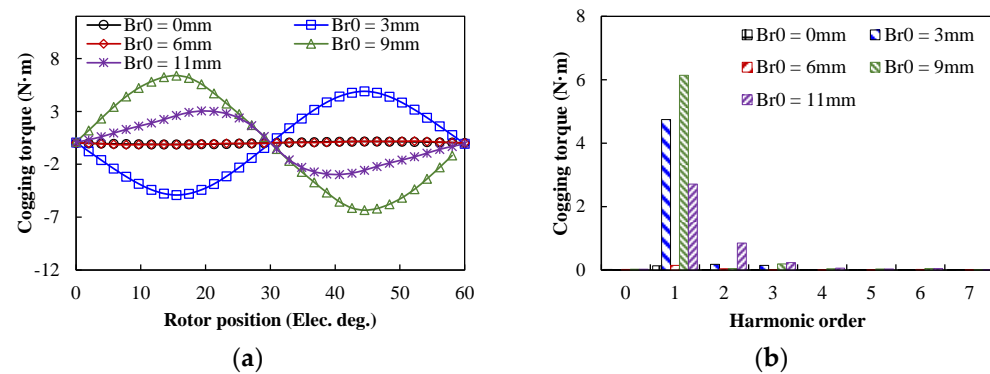 Br0 = 0mm
Br0 = 3mm
Br0 = 6mm
Br0 = 9mm
Br0 = 11mm
Cogging torque (N·m)
8
3
-2
-7
-12
0 10 20 30 40 50 60
Rotor position (Elec. deg.)
(a)
Br0 = 0mm
Br0 = 3mm
Br0 = 6mm
Br0 = 9mm
Br0 = 11mm
Cogging torque (N·m)
8
6
4
2
0
0 1 2 3 4 5 6 7
Harmonic order
(b)